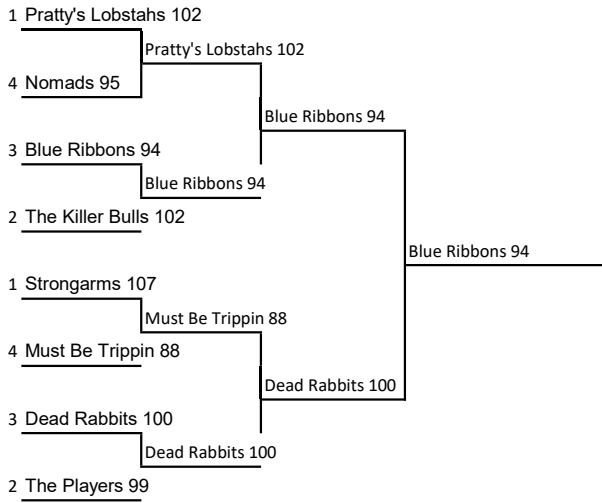 1 Pratty's Lobstahs 102
Pratty's Lobstahs 102
4 Nomads 95
Blue Ribbons 94
3 Blue Ribbons 94
Blue Ribbons 94
2 The Killer Bulls 102
Blue Ribbons 94
1 Strongarms 107
Must Be Trippin 88
4 Must Be Trippin 88
Dead Rabbits 100
3 Dead Rabbits 100
Dead Rabbits 100
2 The Players 99